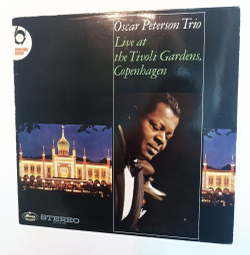 Oscar Peterson Trio
Live at
the Tivoli Gardens,
Copenhagen
STEREO